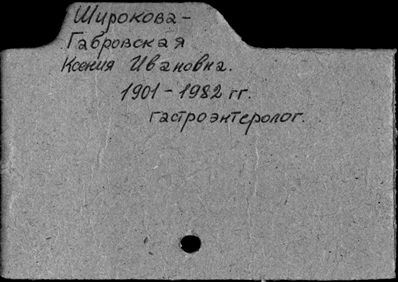 Широкова-
Габровская
Ксения Ивановна.
1901-1982 гг.
гастроэнтеролог.